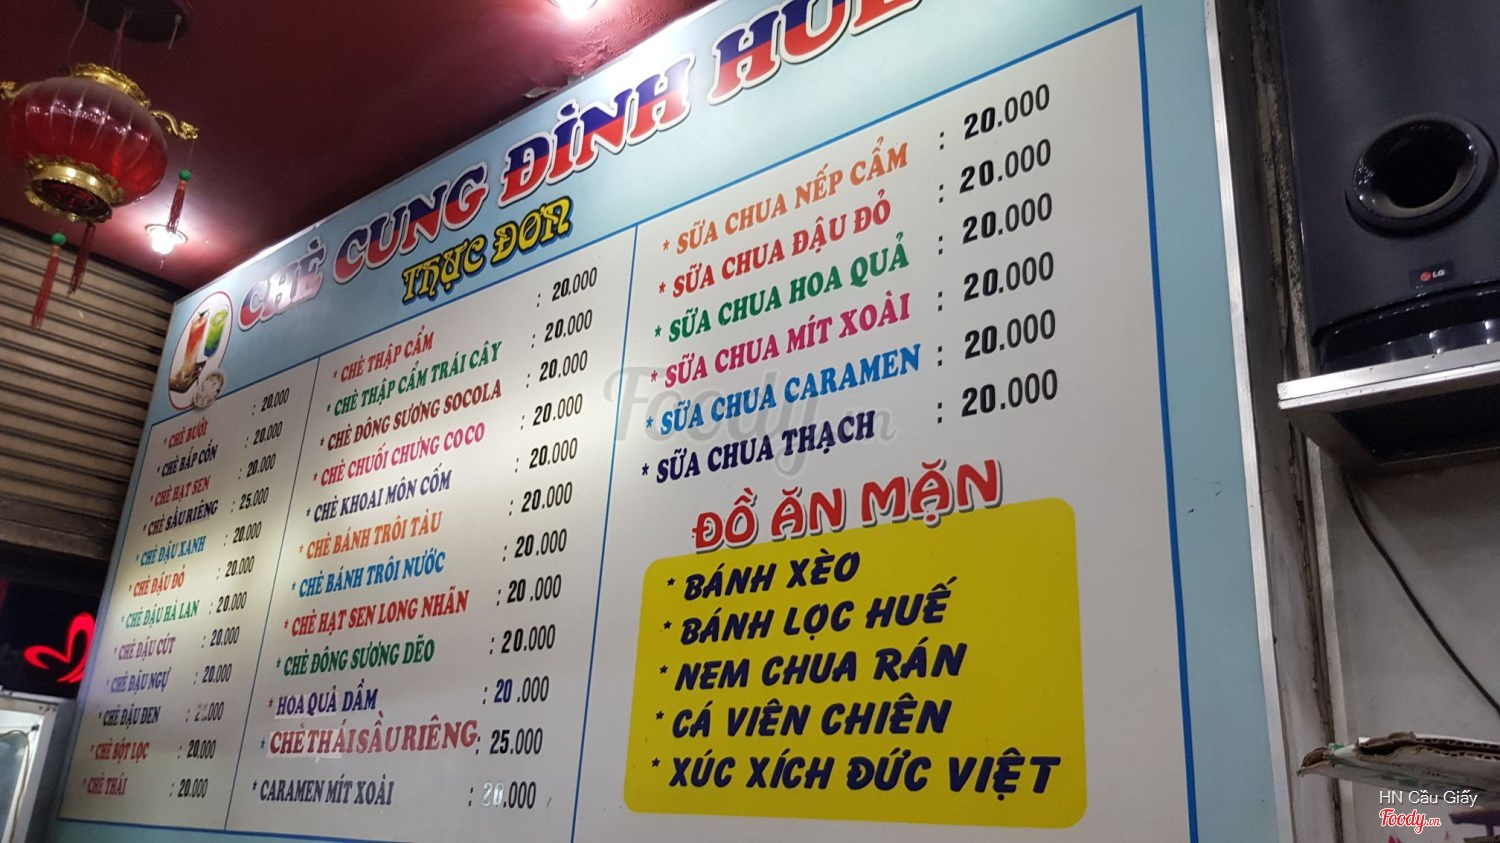 CHÈ CUNG ĐÌNH HUẾ
THỰC ĐƠN
* CHÈ BƯỞI : 20.000
* CHÈ BẮP CỐN : 20.000
* CHÈ HẠT SEN : 20.000
* CHÈ SẦU RIÊNG : 25.000
* CHÈ ĐẬU XANH : 20.000
* CHÈ ĐẬU ĐỎ : 20.000
* CHÈ ĐẬU HÀ LAN : 20.000
* CHÈ ĐẬU CÚT : 20.000
* CHÈ ĐẬU NGỰ : 20.000
* CHÈ ĐẬU ĐEN : .000
* CHÈ BỘT LỌC : 20.000
* CHÈ THÁI : 20.000
* CHÈ THẬP CẨM : 20.000
* CHÈ THẬP CẨM TRÁI CÂY : 20.000
* CHÈ ĐÔNG SƯƠNG SOCOLA : 20.000
* CHÈ CHUỐI CHƯNG COCO : 20.000
* CHÈ KHOAI MÔN CỐM : 20.000
* CHÈ BÁNH TRÔI TÀU : 20.000
* CHÈ BÁNH TRÔI NƯỚC : 20.000
* CHÈ HẠT SEN LONG NHÃN : 20.000
* CHÈ ĐÔNG SƯƠNG DẼO : 20.000
* HOA QUẢ DẦM : 20.000
* CHÈ THÁI SẦU RIÊNG : 25.000
* CARAMEN MÍT XOÀI : 20.000
* SỮA CHUA NẾP CẨM : 20.000
* SỮA CHUA ĐẬU ĐỎ : 20.000
* SỮA CHUA HOA QUẢ : 20.000
* SỮA CHUA MÍT XOÀI : 20.000
* SỮA CHUA CARAMEN : 20.000
* SỮA CHUA THẠCH : 20.000
ĐỒ ĂN MẶN
* BÁNH XÈO
* BÁNH LỌC HUẾ
* NEM CHUA RÁN
* CÁ VIÊN CHIÊN
* XÚC XÍCH ĐỨC VIỆT
LG
Foody.vn
HN Cầu Giấy
Foody.vn